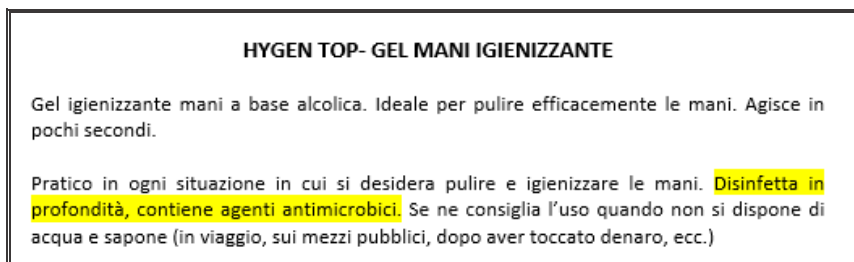 HYGEN TOP- GEL MANI IGIENIZZANTE
Gel igienizzante mani a base alcolica. Ideale per pulire efficacemente le mani. Agisce in
pochi secondi.
Pratico in ogni situazione in cui si desidera pulire e igienizzare le mani. Disinfetta in
profondità, contiene agenti antimicrobici. Se ne consiglia l’uso quando non si dispone di
acqua e sapone (in viaggio, sui mezzi pubblici, dopo aver toccato denaro, ecc.)